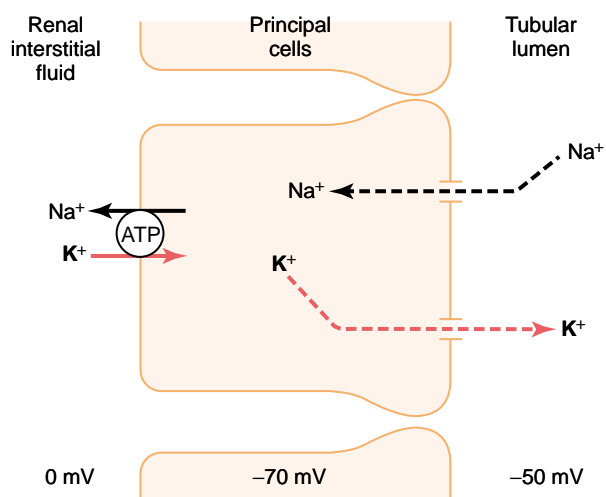 Renal
interstitial
fluid
Principal
cells
Tubular
lumen
Na⁺
Na⁺
Na⁺
ATP
K⁺
K⁺
K⁺
0 mV
–70 mV
–50 mV